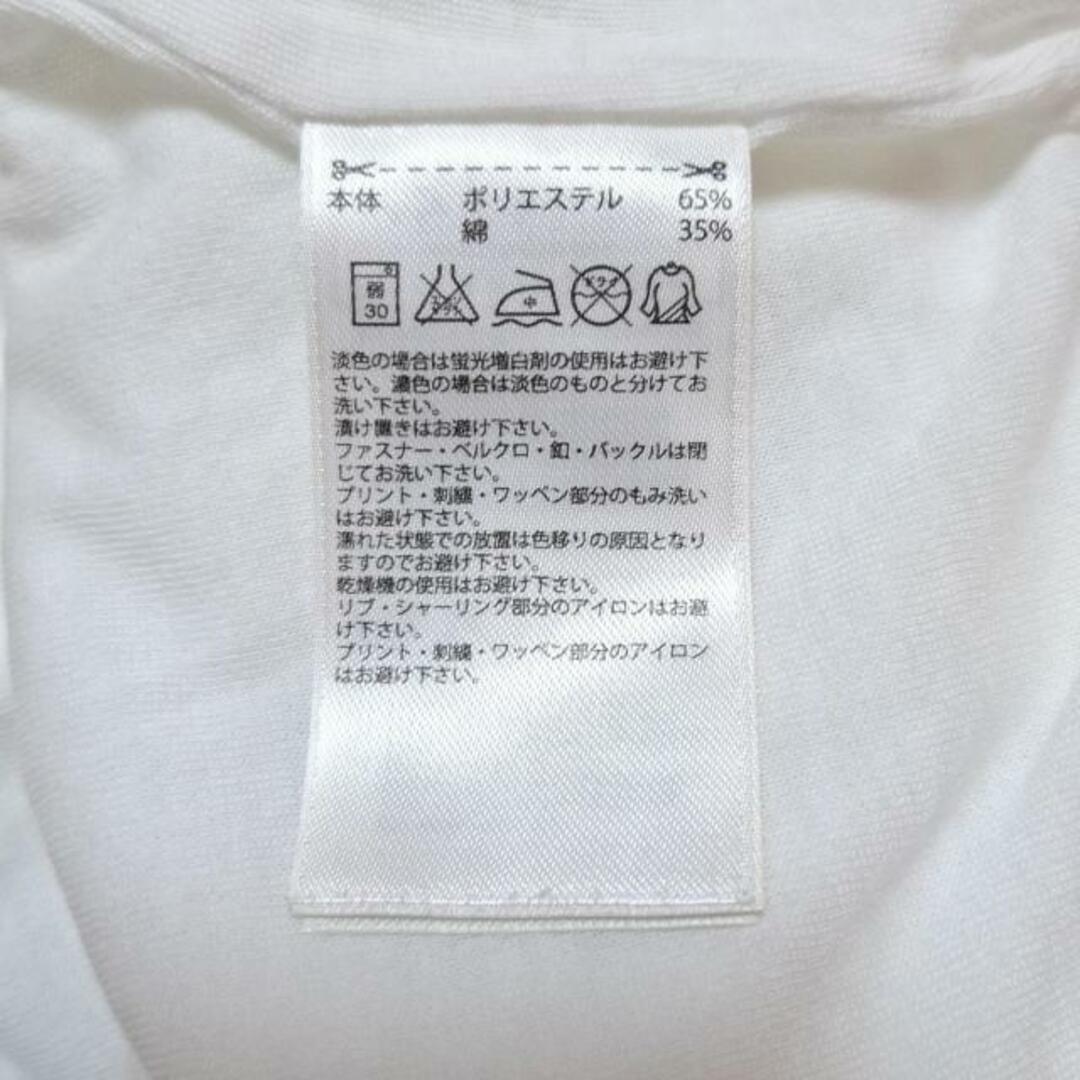 本体 ポリエステル 65%
綿 35%
弱 30 エンソサラシ 中 ドライ
淡色の場合は蛍光増白剤の使用はお避け下
さい。濃色の場合は淡色のものと分けてお
洗い下さい。
漬け置きはお避け下さい。
ファスナー・ベルクロ・釦・バックルは閉
じてお洗い下さい。
プリント・刺繍・ワッペン部分のもみ洗い
はお避け下さい。
濡れた状態での放置は色移りの原因となり
ますのでお避け下さい。
乾燥機の使用はお避け下さい。
リブ・シャーリング部分のアイロンはお避
け下さい。
プリント・刺繍・ワッペン部分のアイロン
はお避け下さい。